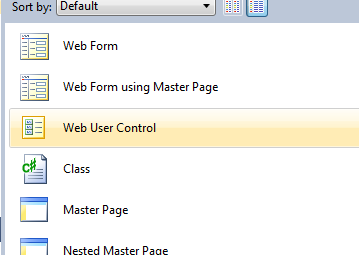 Sort by: Default
Web Form
Web Form using Master Page
Web User Control
C#
Class
Master Page
Nested Master Page